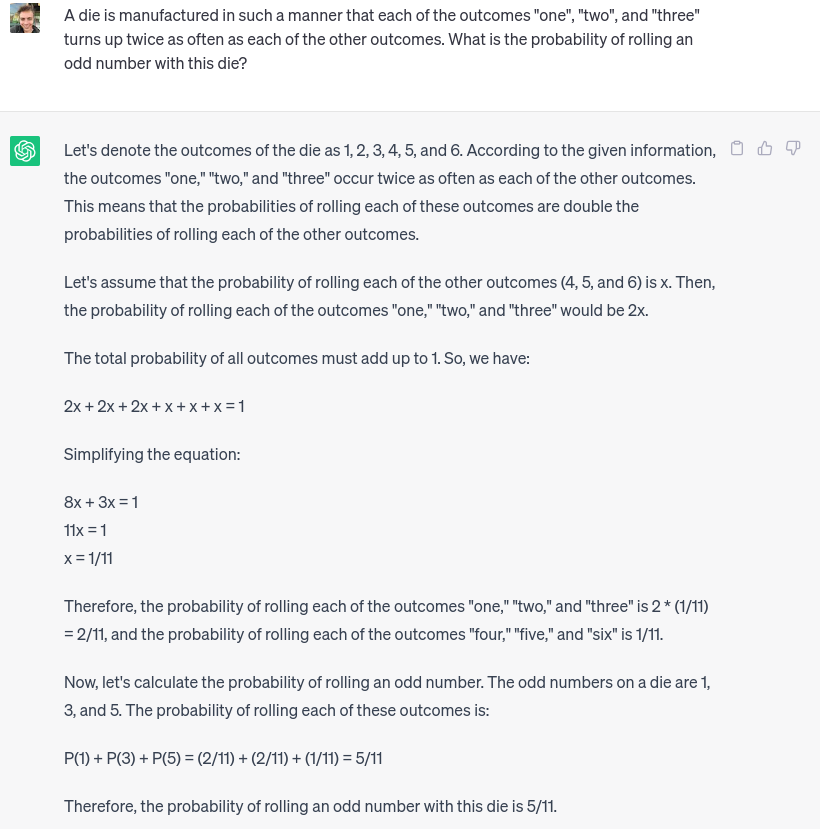 A die is manufactured in such a manner that each of the outcomes "one", "two", and "three"
turns up twice as often as each of the other outcomes. What is the probability of rolling an
odd number with this die?
Let's denote the outcomes of the die as 1, 2, 3, 4, 5, and 6. According to the given information,
the outcomes "one," "two," and "three" occur twice as often as each of the other outcomes.
This means that the probabilities of rolling each of these outcomes are double the
probabilities of rolling each of the other outcomes.
Let's assume that the probability of rolling each of the other outcomes (4, 5, and 6) is x. Then,
the probability of rolling each of the outcomes "one," "two," and "three" would be 2x.
The total probability of all outcomes must add up to 1. So, we have:
2x + 2x + 2x + x + x + x = 1
Simplifying the equation:
8x + 3x = 1
11x = 1
x = 1/11
Therefore, the probability of rolling each of the outcomes "one," "two," and "three" is 2 * (1/11)
= 2/11, and the probability of rolling each of the outcomes "four," "five," and "six" is 1/11.
Now, let's calculate the probability of rolling an odd number. The odd numbers on a die are 1,
3, and 5. The probability of rolling each of these outcomes is:
P(1) + P(3) + P(5) = (2/11) + (2/11) + (1/11) = 5/11
Therefore, the probability of rolling an odd number with this die is 5/11.